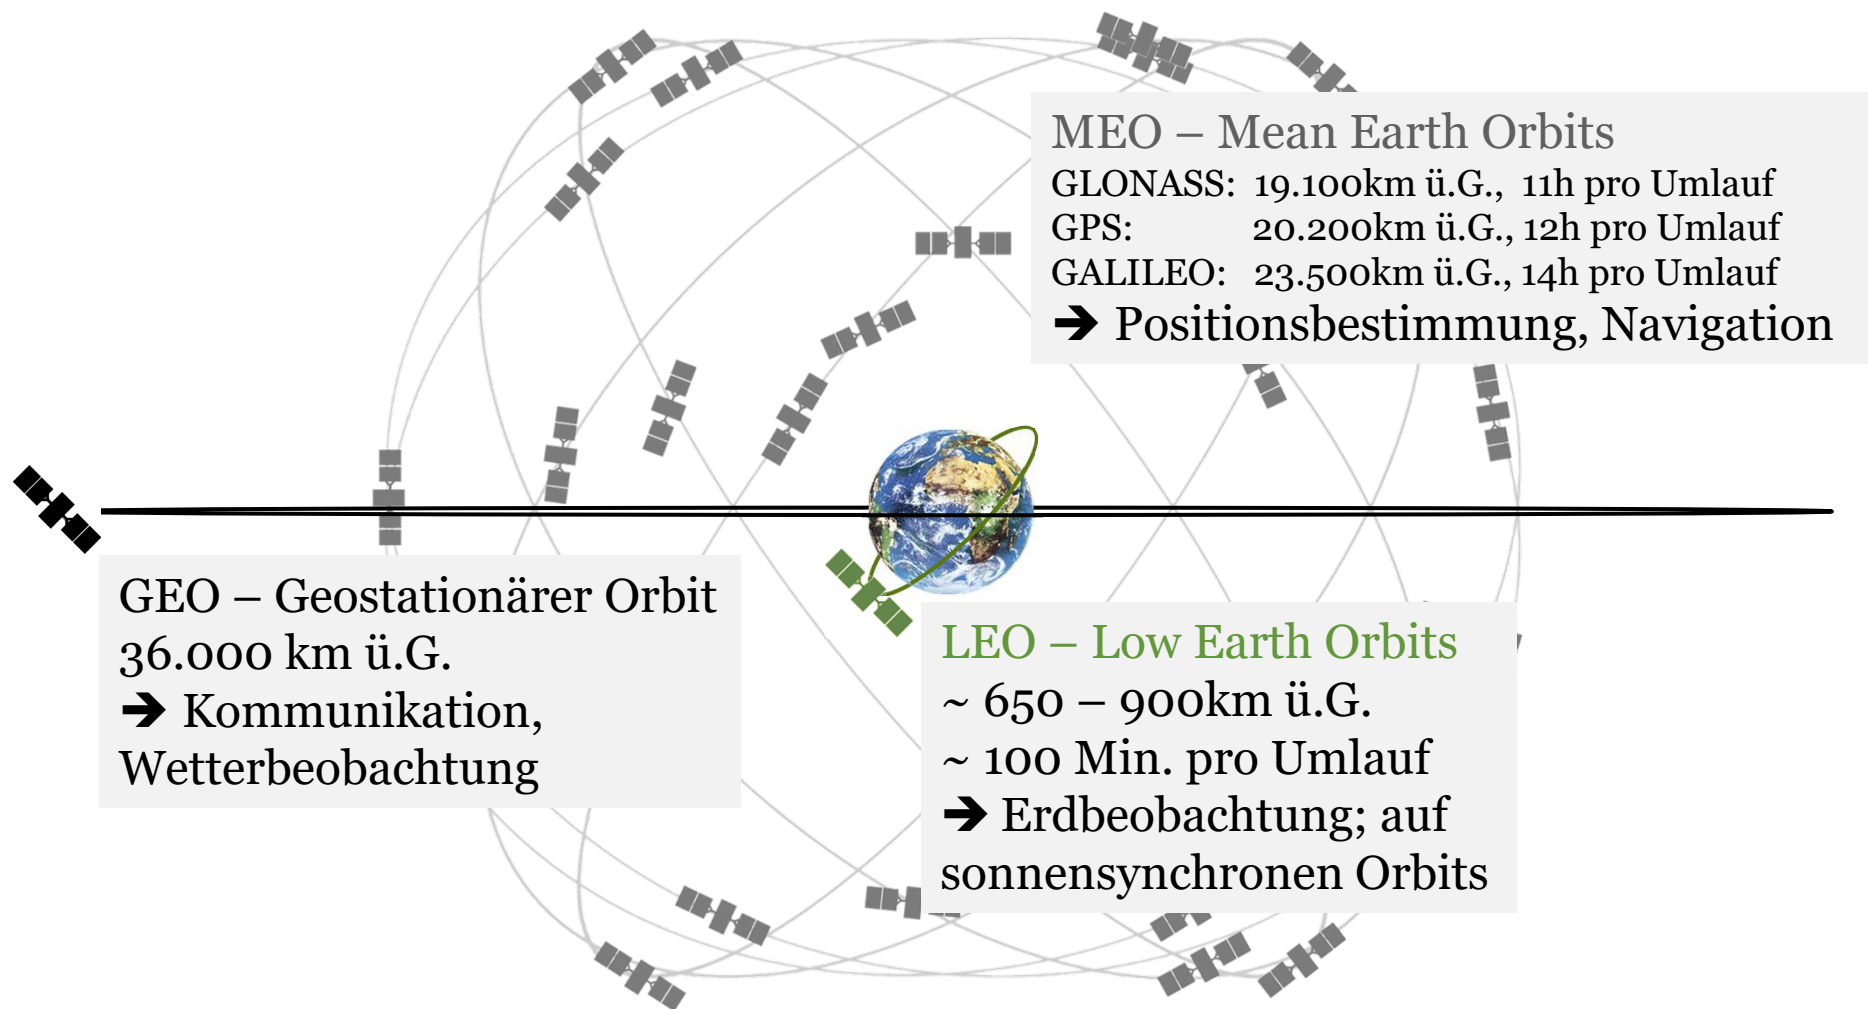 MEO – Mean Earth Orbits
GLONASS: 19.100km ü.G., 11h pro Umlauf
GPS: 20.200km ü.G., 12h pro Umlauf
GALILEO: 23.500km ü.G., 14h pro Umlauf
➔ Positionsbestimmung, Navigation
GEO – Geostationärer Orbit
36.000 km ü.G.
➔ Kommunikation,
Wetterbeobachtung
LEO – Low Earth Orbits
~ 650 – 900km ü.G.
~ 100 Min. pro Umlauf
➔ Erdbeobachtung; auf
sonnensynchronen Orbits